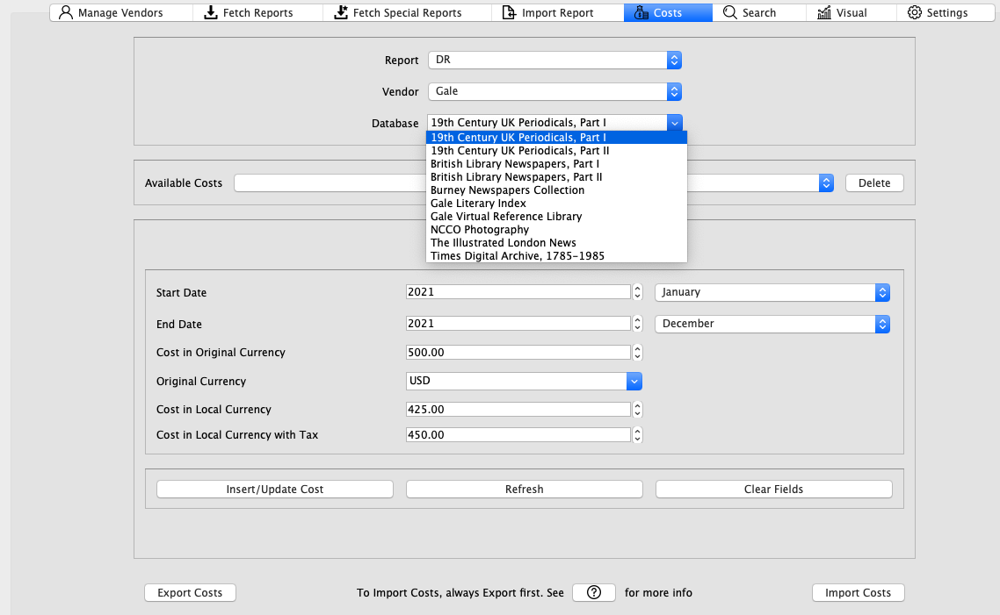 Manage Vendors Fetch Reports Fetch Special Reports Import Report Costs Search Visual Settings
Report DR
Vendor Gale
Database 19th Century UK Periodicals, Part I
19th Century UK Periodicals, Part I
19th Century UK Periodicals, Part II
British Library Newspapers, Part I
British Library Newspapers, Part II
Burney Newspapers Collection
Gale Literary Index
Gale Virtual Reference Library
NCCO Photography
The Illustrated London News
Times Digital Archive, 1785-1985
Available Costs Delete
Start Date 2021 January
End Date 2021 December
Cost in Original Currency 500.00
Original Currency USD
Cost in Local Currency 425.00
Cost in Local Currency with Tax 450.00
Insert/Update Cost Refresh Clear Fields
Export Costs To Import Costs, always Export first. See ? for more info Import Costs